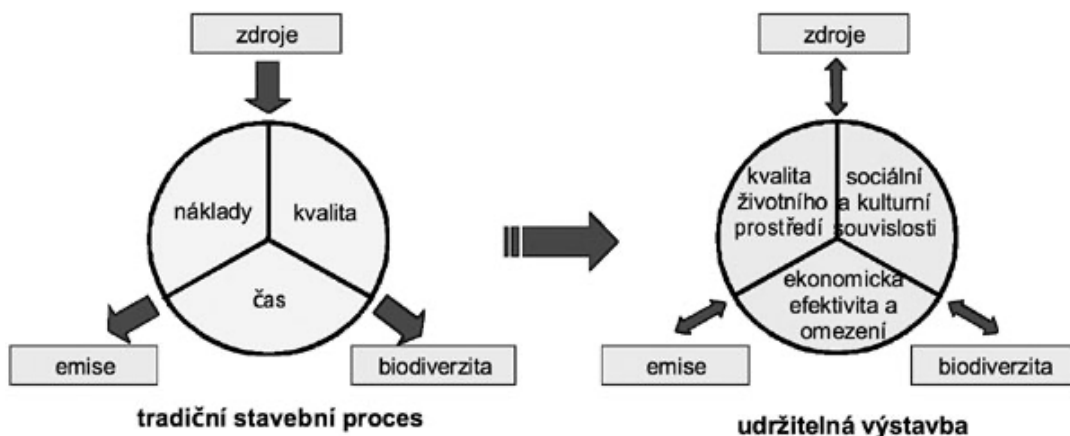 zdroje
náklady
kvalita
čas
emise
biodiverzita
tradiční stavební proces
zdroje
kvalita
životního
prostředí
sociální
a kulturní
souvislosti
ekonomická
efektivita a
omezení
emise
biodiverzita
udržitelná výstavba